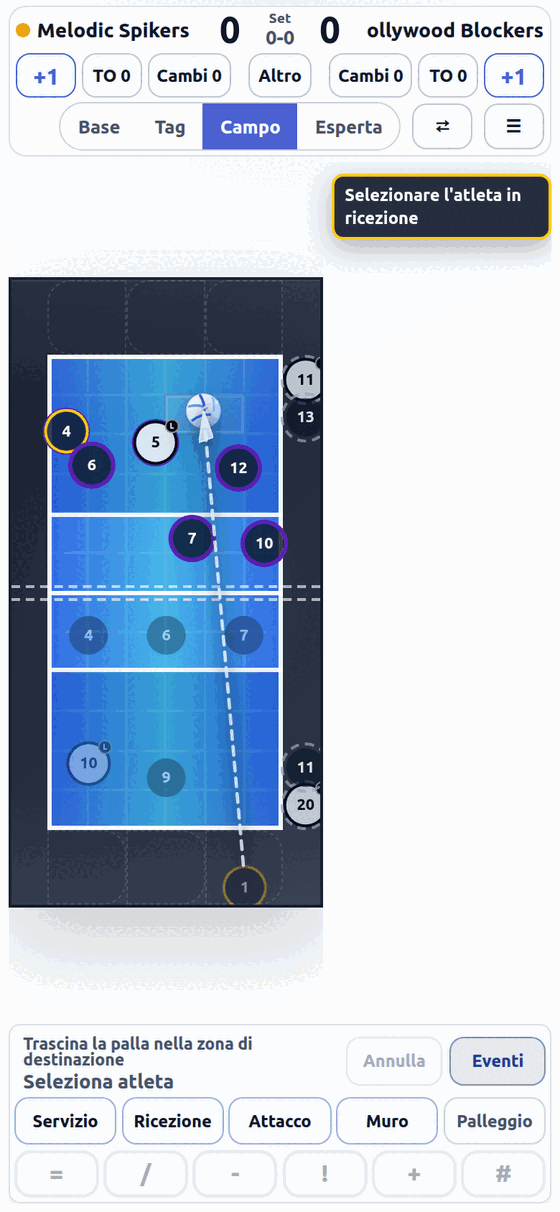 Melodic Spikers 0 Set 0 ollywood Blockers
0-0
+1 TO 0 Cambi 0 Altro Cambi 0 TO 0 +1
Base Tag Campo Esperta ⇄ ☰
Selezionare l'atleta in
ricezione
11
13
4
5 L
6
12
7
10
4 6 7
10 L
9
11
20
1
Trascina la palla nella zona di
destinazione
Seleziona atleta
Annulla Eventi
Servizio Ricezione Attacco Muro Palleggio
= / - ! + #